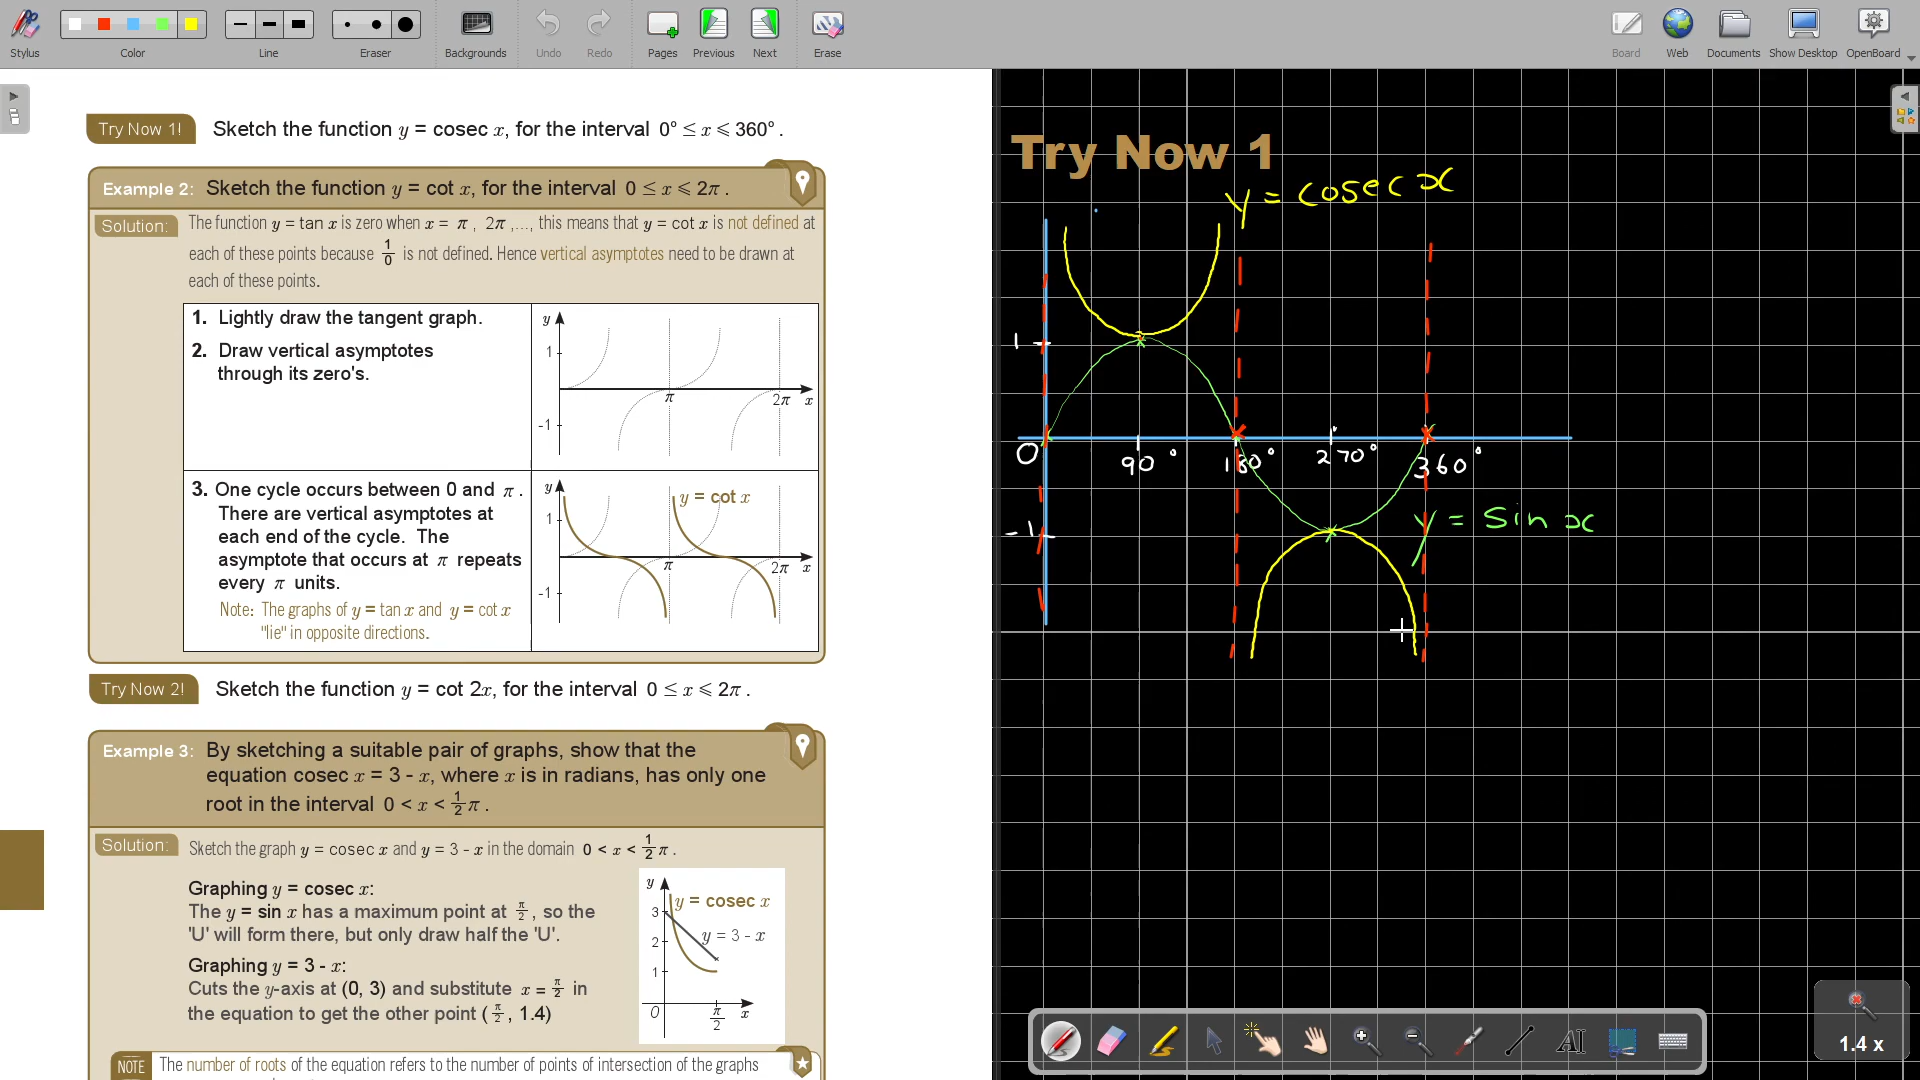 Stylus Color Line Eraser Backgrounds Undo Redo Pages Previous Next Erase Board Web Documents Show Desktop OpenBoard
Try Now 1! Sketch the function y = cosec x, for the interval 0° ≤ x ⩽ 360°.
Example 2: Sketch the function y = cot x, for the interval 0 ≤ x ⩽ 2π.
Solution: The function y = tan x is zero when x = π, 2π,..., this means that y = cot x is not defined at
each of these points because 1/0 is not defined. Hence vertical asymptotes need to be drawn at
each of these points.
1. Lightly draw the tangent graph.
2. Draw vertical asymptotes
through its zero's.
y
1
π 2π x
-1
3. One cycle occurs between 0 and π.
There are vertical asymptotes at
each end of the cycle. The
asymptote that occurs at π repeats
every π units.
Note: The graphs of y = tan x and y = cot x
"lie" in opposite directions.
y
y = cot x
1
π 2π x
-1
Try Now 2! Sketch the function y = cot 2x, for the interval 0 ≤ x ⩽ 2π.
Example 3: By sketching a suitable pair of graphs, show that the
equation cosec x = 3 - x, where x is in radians, has only one
root in the interval 0 < x < 1/2 π.
Solution: Sketch the graph y = cosec x and y = 3 - x in the domain 0 < x < 1/2 π.
Graphing y = cosec x:
The y = sin x has a maximum point at π/2, so the
'U' will form there, but only draw half the 'U'.
Graphing y = 3 - x:
Cuts the y-axis at (0, 3) and substitute x = π/2 in
the equation to get the other point (π/2, 1.4)
y
y = cosec x
3
2 y = 3 - x
1
O π/2 x
NOTE The number of roots of the equation refers to the number of points of intersection of the graphs
Try Now 1
y = cosec x
1
0 90° 180° 270° 360°
-1
y = sin x
1.4 x